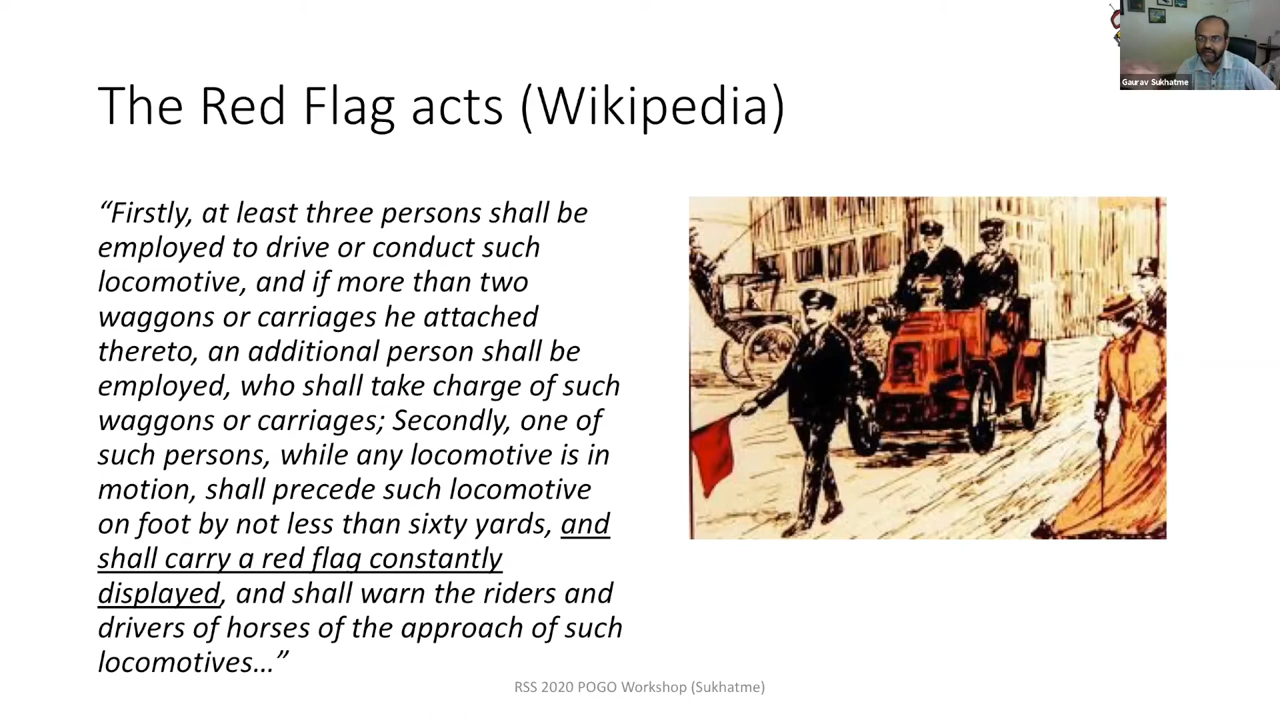 Gaurav Sukhatme
The Red Flag acts (Wikipedia)
“Firstly, at least three persons shall be
employed to drive or conduct such
locomotive, and if more than two
waggons or carriages he attached
thereto, an additional person shall be
employed, who shall take charge of such
waggons or carriages; Secondly, one of
such persons, while any locomotive is in
motion, shall precede such locomotive
on foot by not less than sixty yards, and
shall carry a red flag constantly
displayed, and shall warn the riders and
drivers of horses of the approach of such
locomotives…”
RSS 2020 POGO Workshop (Sukhatme)